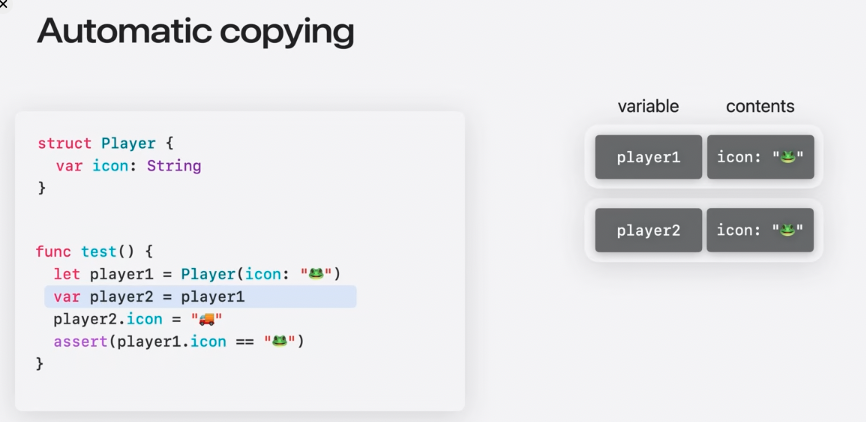 ×
Automatic copying
struct Player {
  var icon: String
}
func test() {
  let player1 = Player(icon: "🐸")
  var player2 = player1
  player2.icon = "🚚"
  assert(player1.icon == "🐸")
}
variable contents
player1 icon: "🐸"
player2 icon: "🐸"